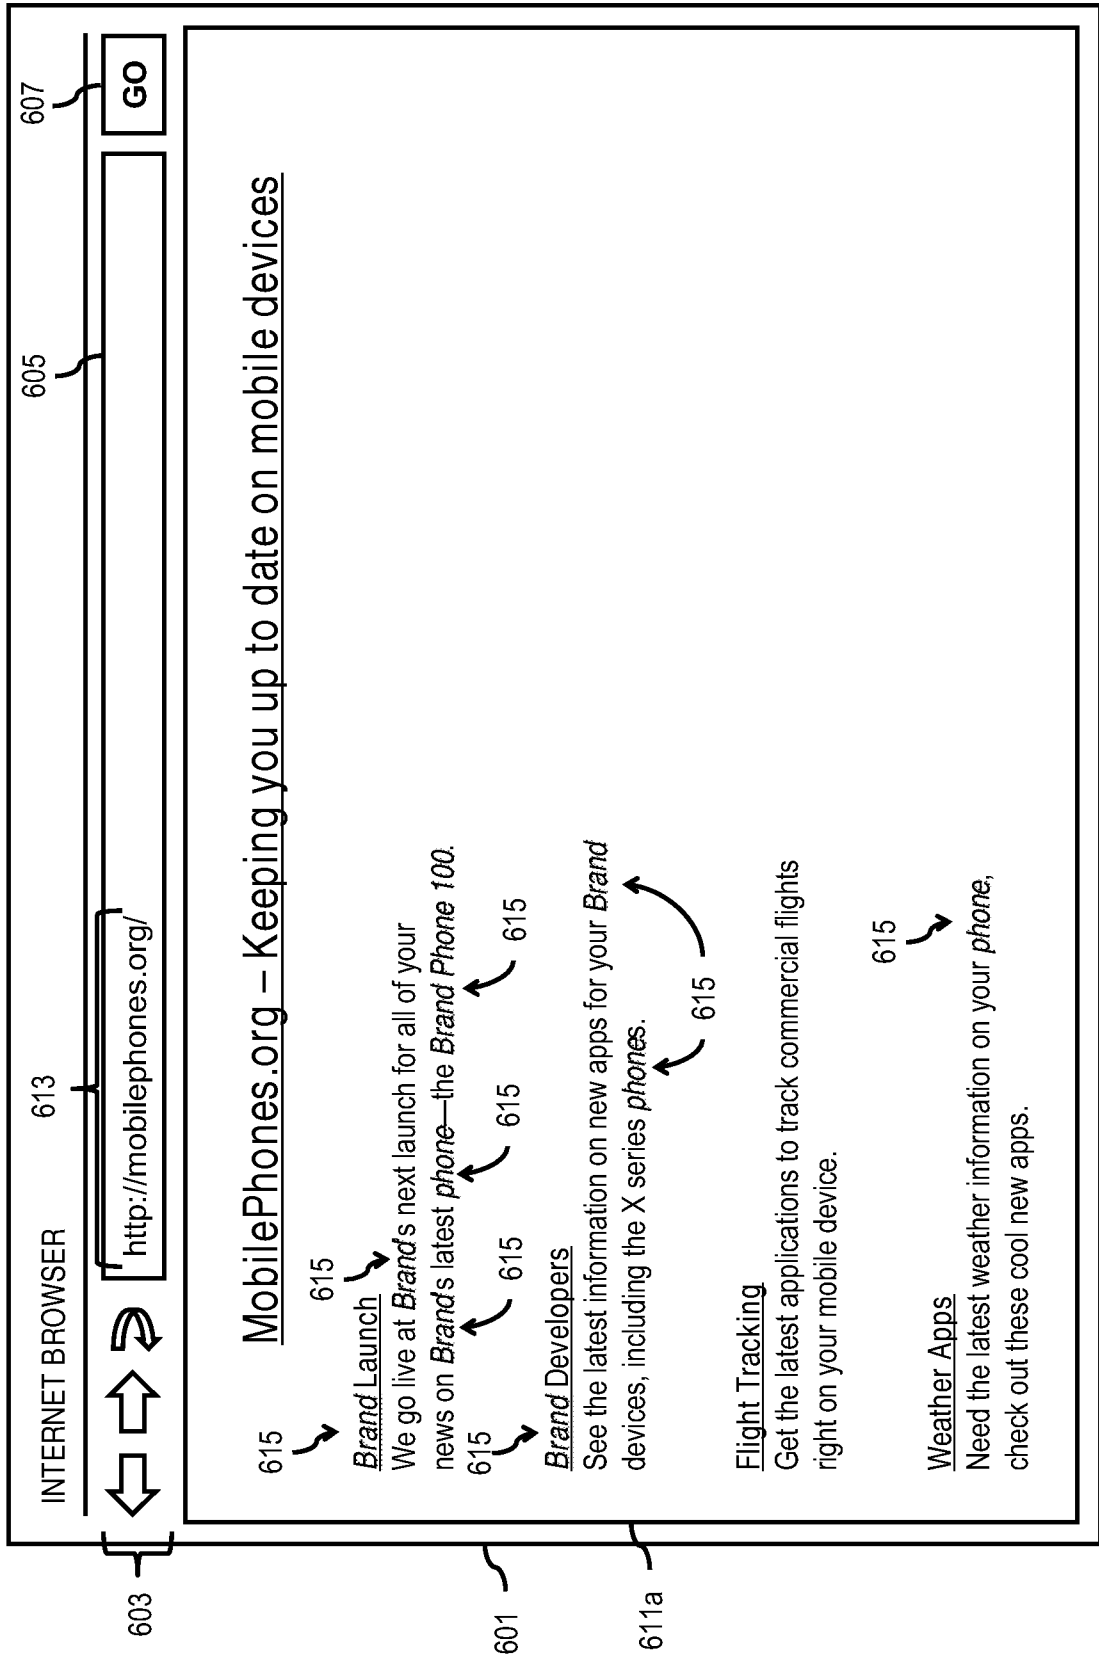 607
605
613
INTERNET BROWSER
603
http://mobilephones.org/
GO
MobilePhones.org – Keeping you up to date on mobile devices
615
615
Brand Launch
We go live at Brand's next launch for all of your
news on Brand's latest phone—the Brand Phone 100.
615
615
615
615
Brand Developers
See the latest information on new apps for your Brand
devices, including the X series phones.
615
601
611a
Flight Tracking
Get the latest applications to track commercial flights
right on your mobile device.
615
Weather Apps
Need the latest weather information on your phone,
check out these cool new apps.